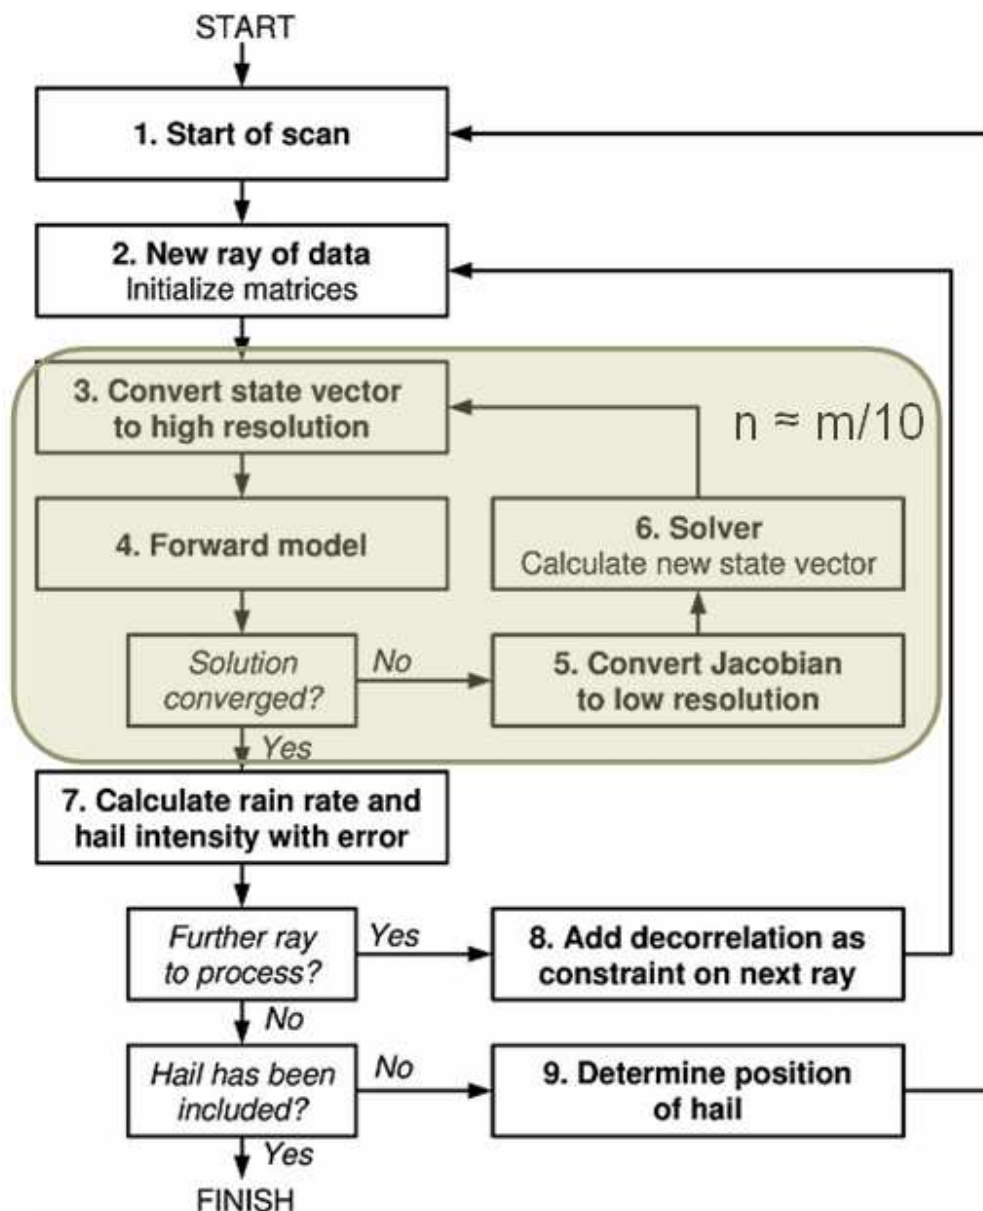 START
1. Start of scan
2. New ray of data
Initialize matrices
3. Convert state vector
to high resolution
n ≈ m/10
4. Forward model
6. Solver
Calculate new state vector
Solution
converged?
No
5. Convert Jacobian
to low resolution
Yes
7. Calculate rain rate and
hail intensity with error
Further ray
to process?
Yes
8. Add decorrelation as
constraint on next ray
No
Hail has been
included?
No
9. Determine position
of hail
Yes
FINISH